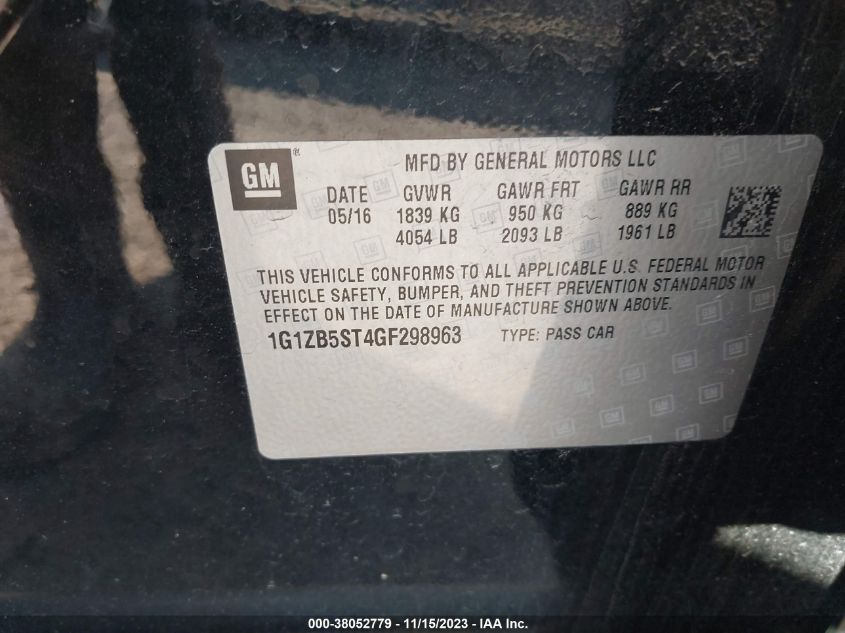 GM ®
MFD BY GENERAL MOTORS LLC
DATE GVWR GAWR FRT GAWR RR
05/16 1839 KG 950 KG 889 KG
4054 LB 2093 LB 1961 LB
THIS VEHICLE CONFORMS TO ALL APPLICABLE U.S. FEDERAL MOTOR
VEHICLE SAFETY, BUMPER, AND THEFT PREVENTION STANDARDS IN
EFFECT ON THE DATE OF MANUFACTURE SHOWN ABOVE.
1G1ZB5ST4GF298963 TYPE: PASS CAR
000-38052779 - 11/15/2023 - IAA Inc.